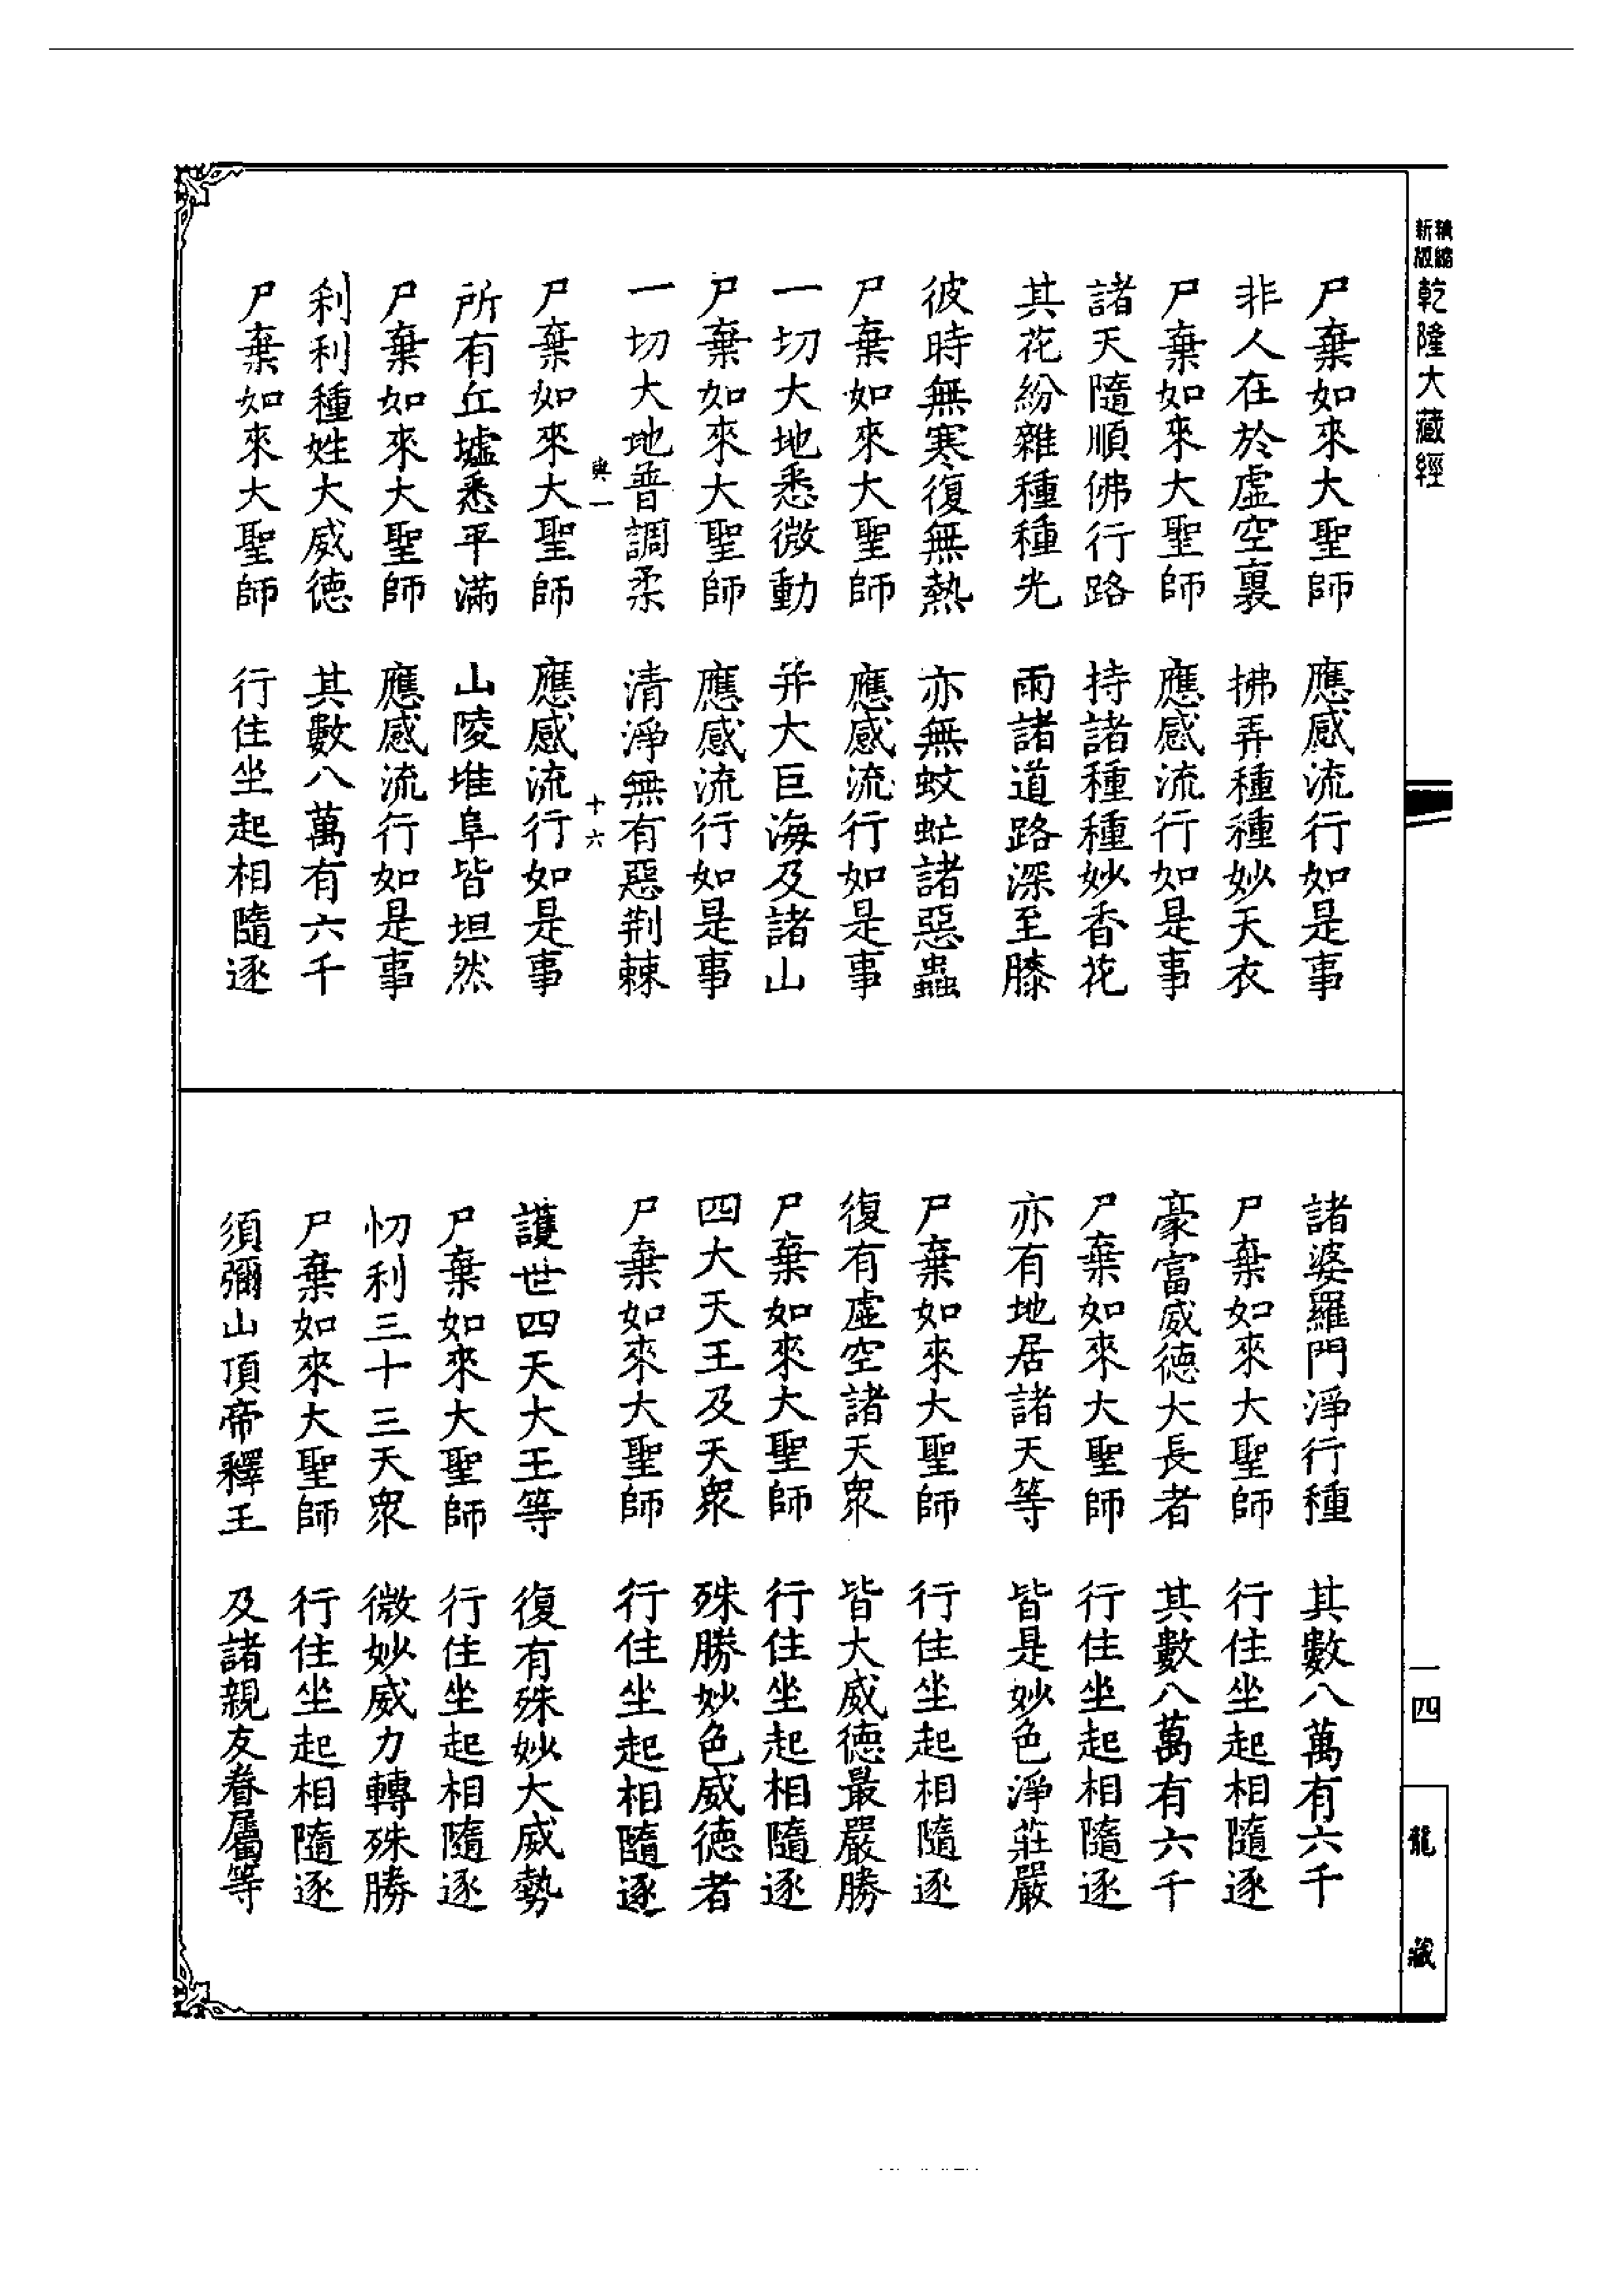 新版精縮 乾隆大藏經
尸棄如來大聖師 應感流行如是事
非人在於虛空裏 拂弄種種妙天衣
尸棄如來大聖師 應感流行如是事
諸天隨順佛行路 持諸種種妙香花
其花紛雜種種光 雨諸道路深至膝
彼時無寒復無熱 亦無蚊虻諸惡蟲
尸棄如來大聖師 應感流行如是事
一切大地悉微動 并大巨海及諸山
尸棄如來大聖師 應感流行如是事
一切大地普調柔 清淨無有惡荆棘
與一 十六
尸棄如來大聖師 應感流行如是事
所有丘墟悉平滿 山陵堆阜皆坦然
尸棄如來大聖師 應感流行如是事
刹利種姓大威德 其數八萬有六千
尸棄如來大聖師 行住坐起相隨逐
諸婆羅門淨行種 其數八萬有六千
尸棄如來大聖師 行住坐起相隨逐
豪富威德大長者 其數八萬有六千
尸棄如來大聖師 行住坐起相隨逐
亦有地居諸天等 皆是妙色淨莊嚴
尸棄如來大聖師 行住坐起相隨逐
復有虛空諸天眾 皆大威德最嚴勝
尸棄如來大聖師 行住坐起相隨逐
四大天王及天眾 殊勝妙色威德者
尸棄如來大聖師 行住坐起相隨逐
護世四天大王等 復有殊妙大威勢
尸棄如來大聖師 行住坐起相隨逐
忉利三十三天眾 微妙威力轉殊勝
尸棄如來大聖師 行住坐起相隨逐
須彌山頂帝釋王 及諸親友眷屬等
一四
龍藏